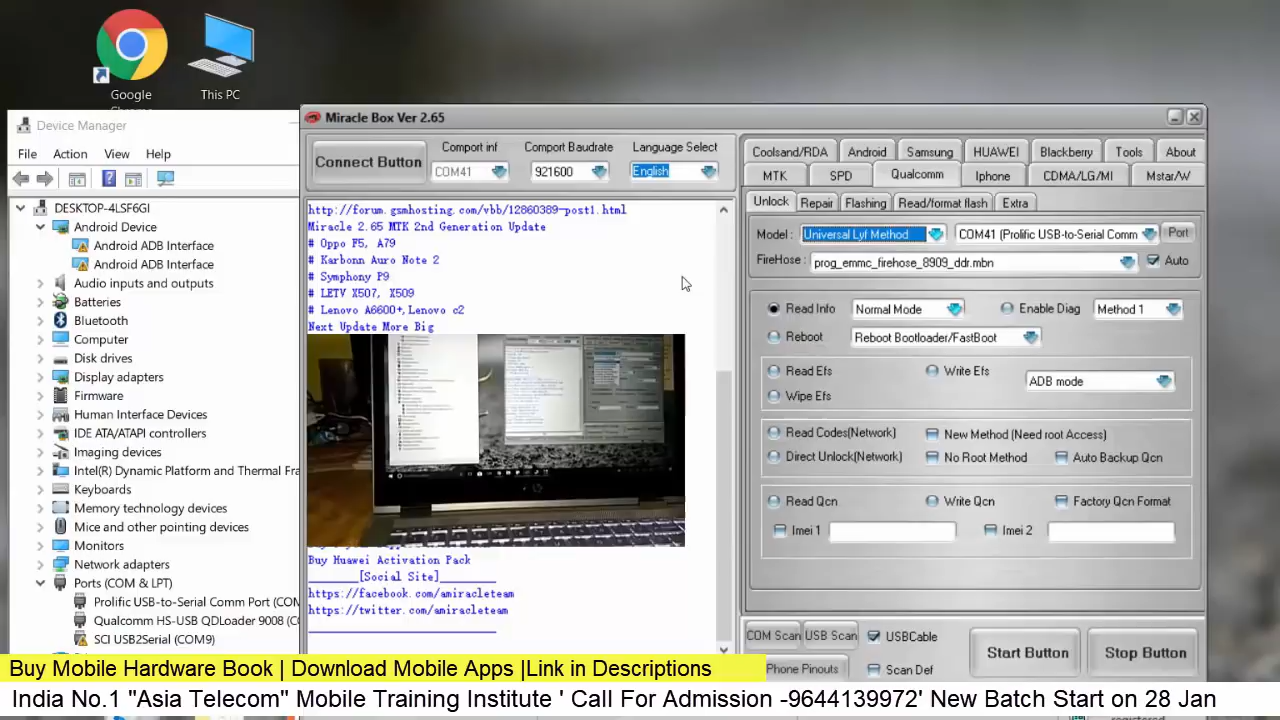 Google
Chrome
This PC
Device Manager
File Action View Help
DESKTOP-4LSF6GI
Android Device
Android ADB Interface
Android ADB Interface
Audio inputs and outputs
Batteries
Bluetooth
Computer
Disk drives
Display adapters
Firmware
Human Interface Devices
IDE ATA/ATAPI controllers
Imaging devices
Intel(R) Dynamic Platform and Thermal Fra
Keyboards
Memory technology devices
Mice and other pointing devices
Monitors
Network adapters
Ports (COM & LPT)
Prolific USB-to-Serial Comm Port (COM
Qualcomm HS-USB QDLoader 9008 (CO
SCI USB2Serial (COM9)
Miracle Box Ver 2.65
Connect Button
Comport inf Comport Baudrate Language Select
COM41 921600 English
http://forum.gsmhosting.com/vbb/12860389-post1.html
Miracle 2.65 MTK 2nd Generation Update
# Oppo F5, A79
# Karbonn Auro Note 2
# Symphony P9
# LETV X507, X509
# Lenovo A6600+,Lenovo c2
Next Update More Big
Buy Huawei Activation Pack
_______[Social Site]_______
https://facebook.com/amiracleteam
https://twitter.com/amiracleteam
Coolsand/RDA Android Samsung HUAWEI Blackberry Tools About
MTK SPD Qualcomm Iphone CDMA/LG/MI Mstar/W
Unlock Repair Flashing Read/format flash Extra
Model : Universal Lyf Method COM41 (Prolific USB-to-Serial Comm Port
FireHose : prog_emmc_firehose_8909_ddr.mbn Auto
Read Info Normal Mode Enable Diag Method 1
Reboot Reboot Bootloader/FastBoot
Read Efs Write Efs ADB mode
Wipe Efs
Read Codes(Network) New Method (Need root Access)
Direct Unlock(Network) No Root Method Auto Backup Qcn
Read Qcn Write Qcn Factory Qcn Format
Imei 1 Imei 2
COM Scan USB Scan USBCable
Phone Pinouts Scan Def
Start Button Stop Button
Buy Mobile Hardware Book | Download Mobile Apps |Link in Descriptions
India No.1 "Asia Telecom" Mobile Training Institute ' Call For Admission -9644139972' New Batch Start on 28 Jan